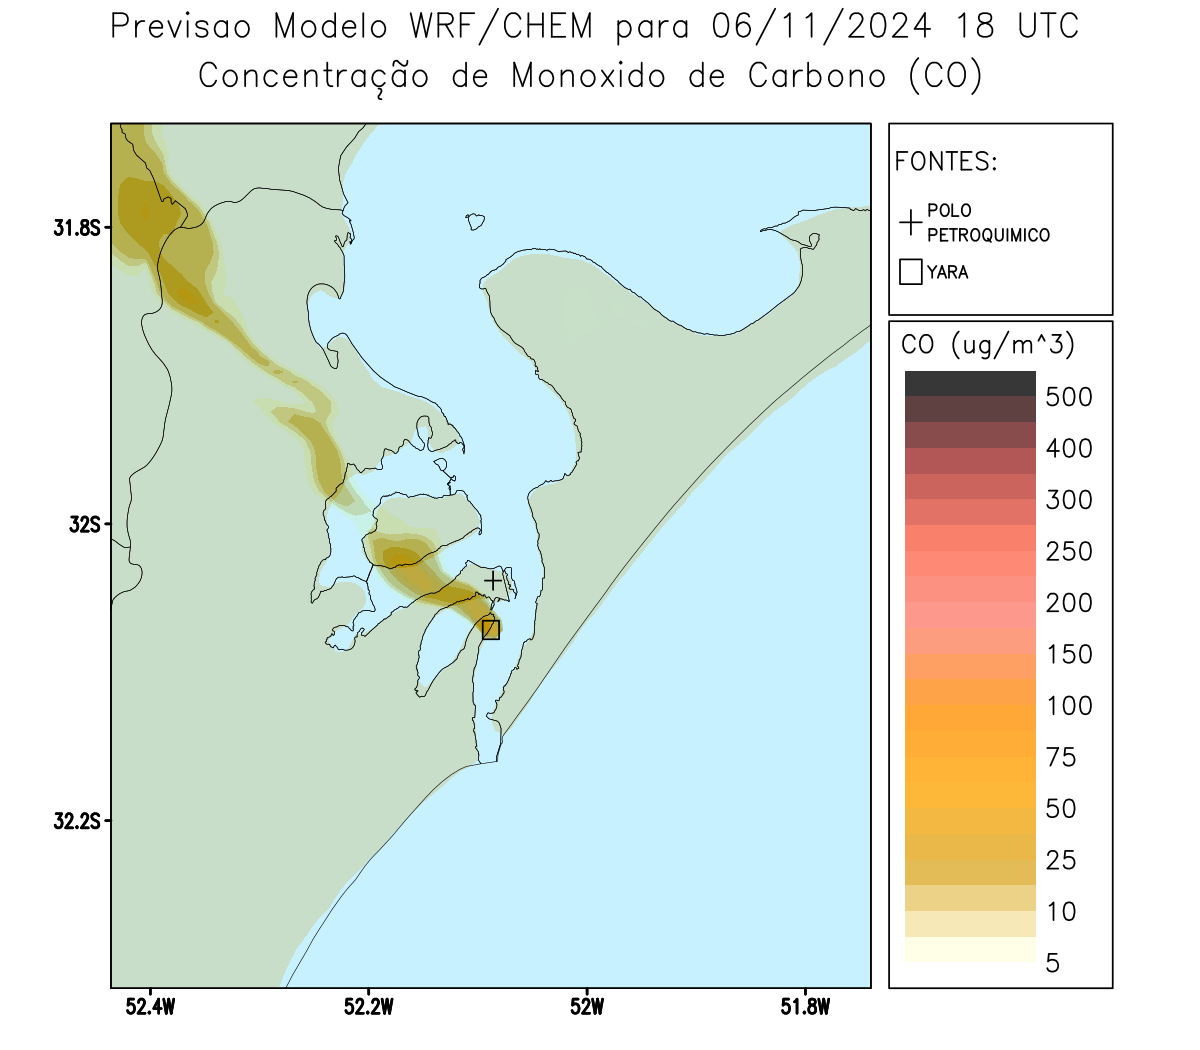 Previsao Modelo WRF/CHEM para 06/11/2024 18 UTC
Concentração de Monoxido de Carbono (CO)
FONTES:
POLO
PETROQUIMICO
YARA
31.8S
32S
32.2S
52.4W
52.2W
52W
51.8W
CO (ug/m^3)
500
400
300
250
200
150
100
75
50
25
10
5